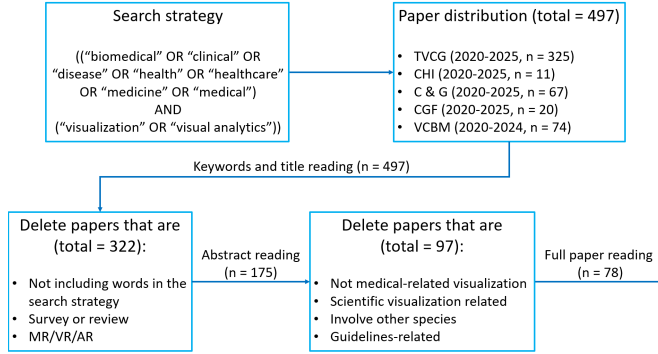 Search strategy
((“biomedical” OR “clinical” OR
“disease” OR “health” OR “healthcare”
OR “medicine” OR “medical”)
AND
(“visualization” OR “visual analytics”))
Paper distribution (total = 497)
• TVCG (2020-2025, n = 325)
• CHI (2020-2025, n = 11)
• C & G (2020-2025, n = 67)
• CGF (2020-2025, n = 20)
• VCBM (2020-2024, n = 74)
Keywords and title reading (n = 497)
Delete papers that are
(total = 322):
• Not including words in the
search strategy
• Survey or review
• MR/VR/AR
Abstract reading
(n = 175)
Delete papers that are
(total = 97):
• Not medical-related visualization
• Scientific visualization related
• Involve other species
• Guidelines-related
Full paper reading
(n = 78)